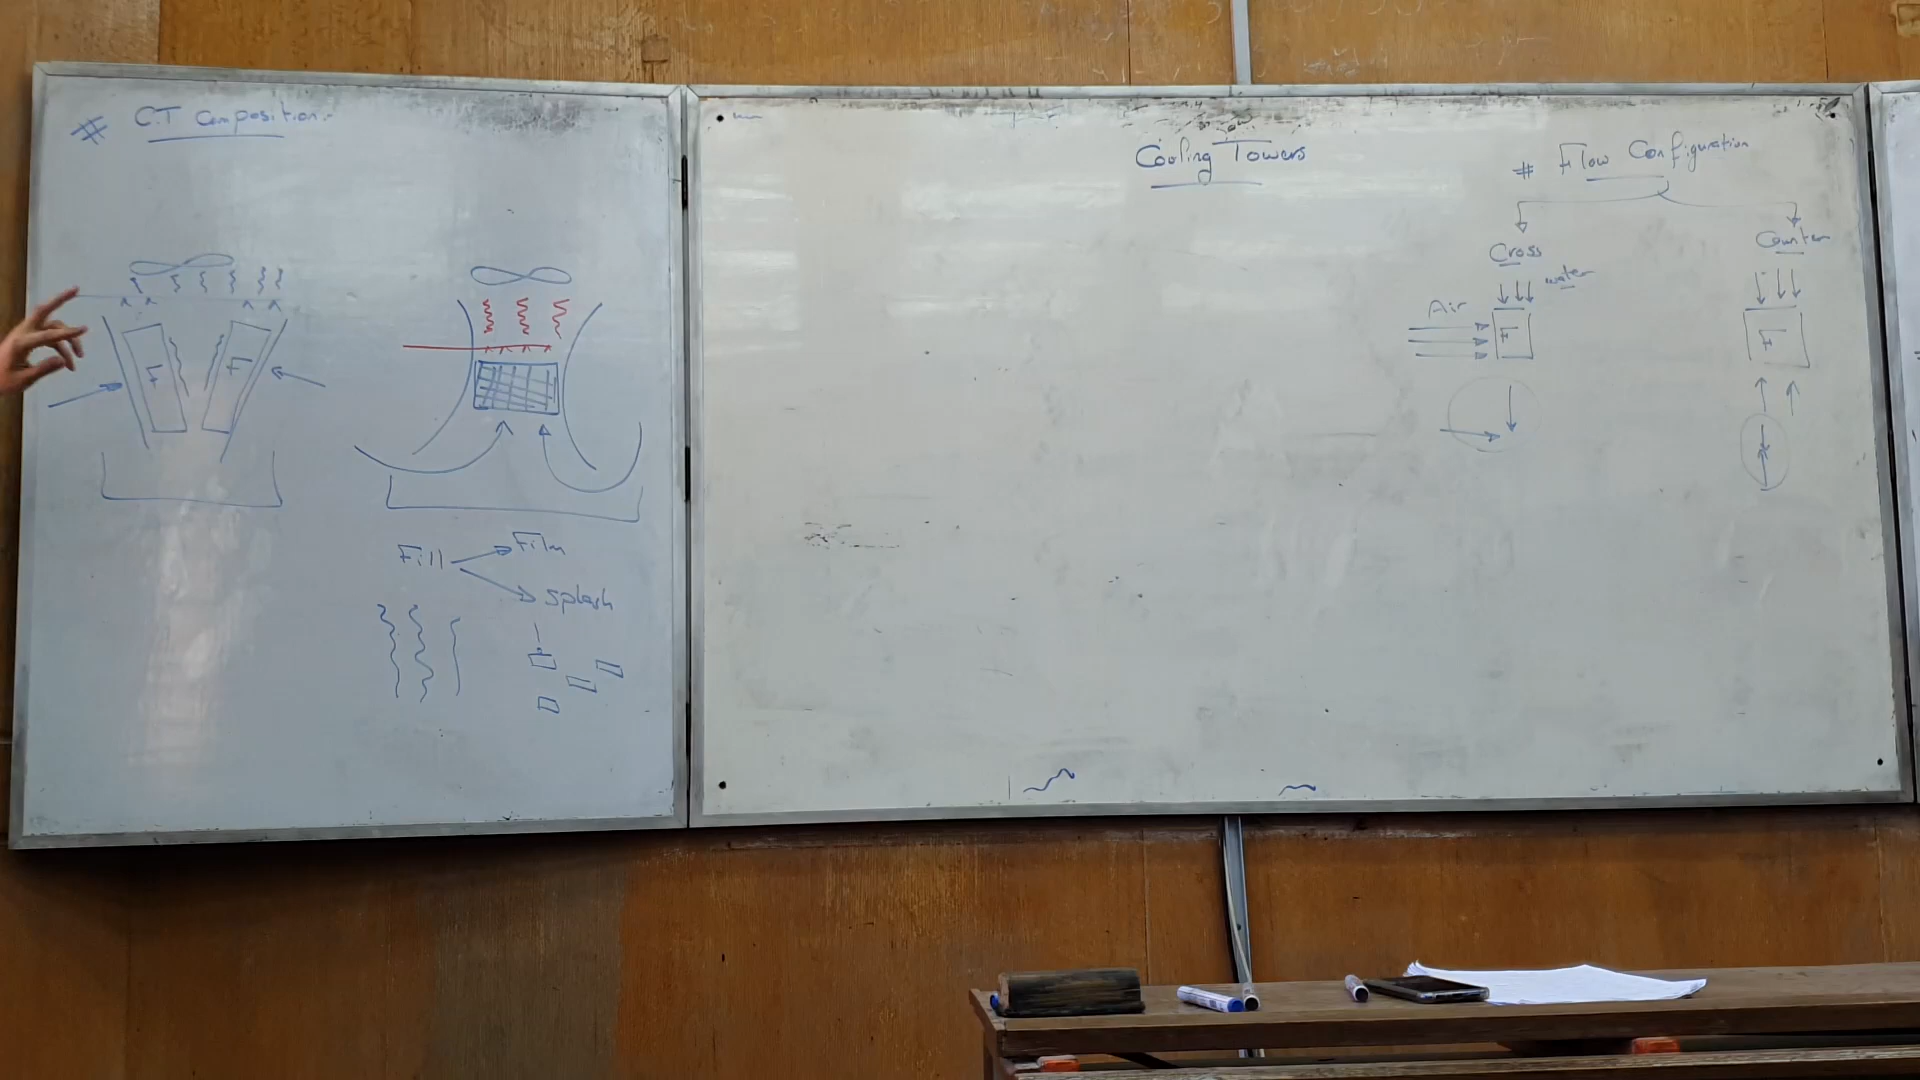 # C.T Composition:-
F
F
Fill
Film
Splash
Cooling Towers
# Flow Configuration
Cross
Counter
water
Air
F
F